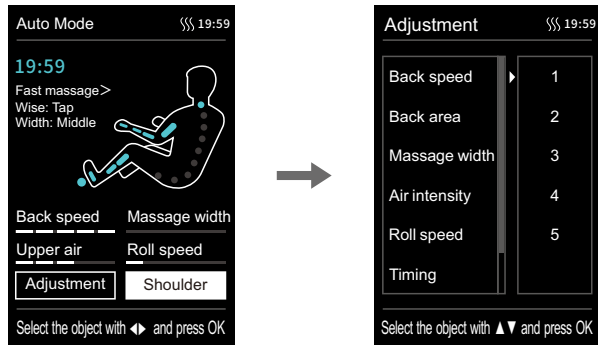 Auto Mode 19:59
19:59
Fast massage>
Wise: Tap
Width: Middle
Back speed Massage width
Upper air Roll speed
Adjustment Shoulder
Select the object with ◀▶ and press OK
Adjustment 19:59
Back speed 1
Back area 2
Massage width 3
Air intensity 4
Roll speed 5
Timing
Select the object with ▲▼ and press OK